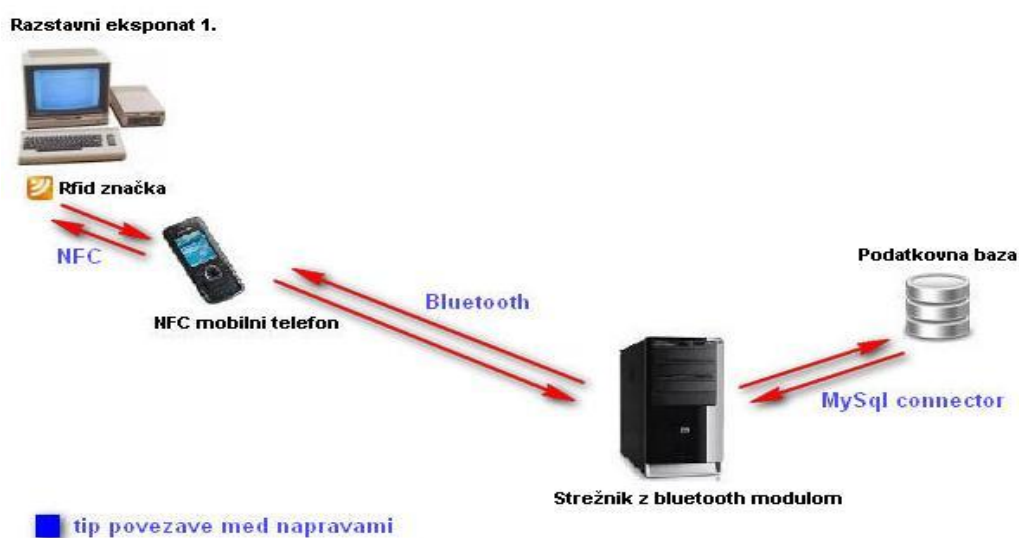 Razstavni eksponat 1.
Rfid značka
NFC
NFC mobilni telefon
Bluetooth
Podatkovna baza
MySql connector
Strežnik z bluetooth modulom
tip povezave med napravami